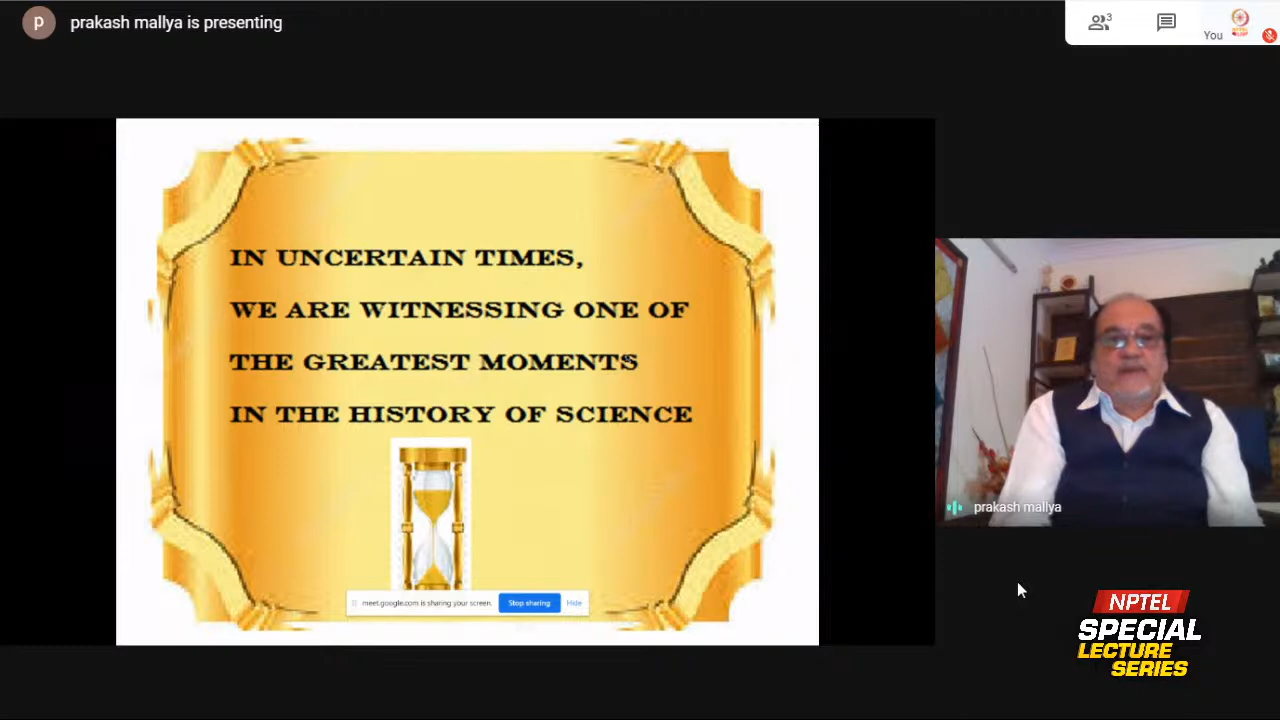 p prakash mallya is presenting
3
You
IN UNCERTAIN TIMES,
WE ARE WITNESSING ONE OF
THE GREATEST MOMENTS
IN THE HISTORY OF SCIENCE
meet.google.com is sharing your screen. Stop sharing Hide
prakash mallya
NPTEL
SPECIAL
LECTURE
SERIES